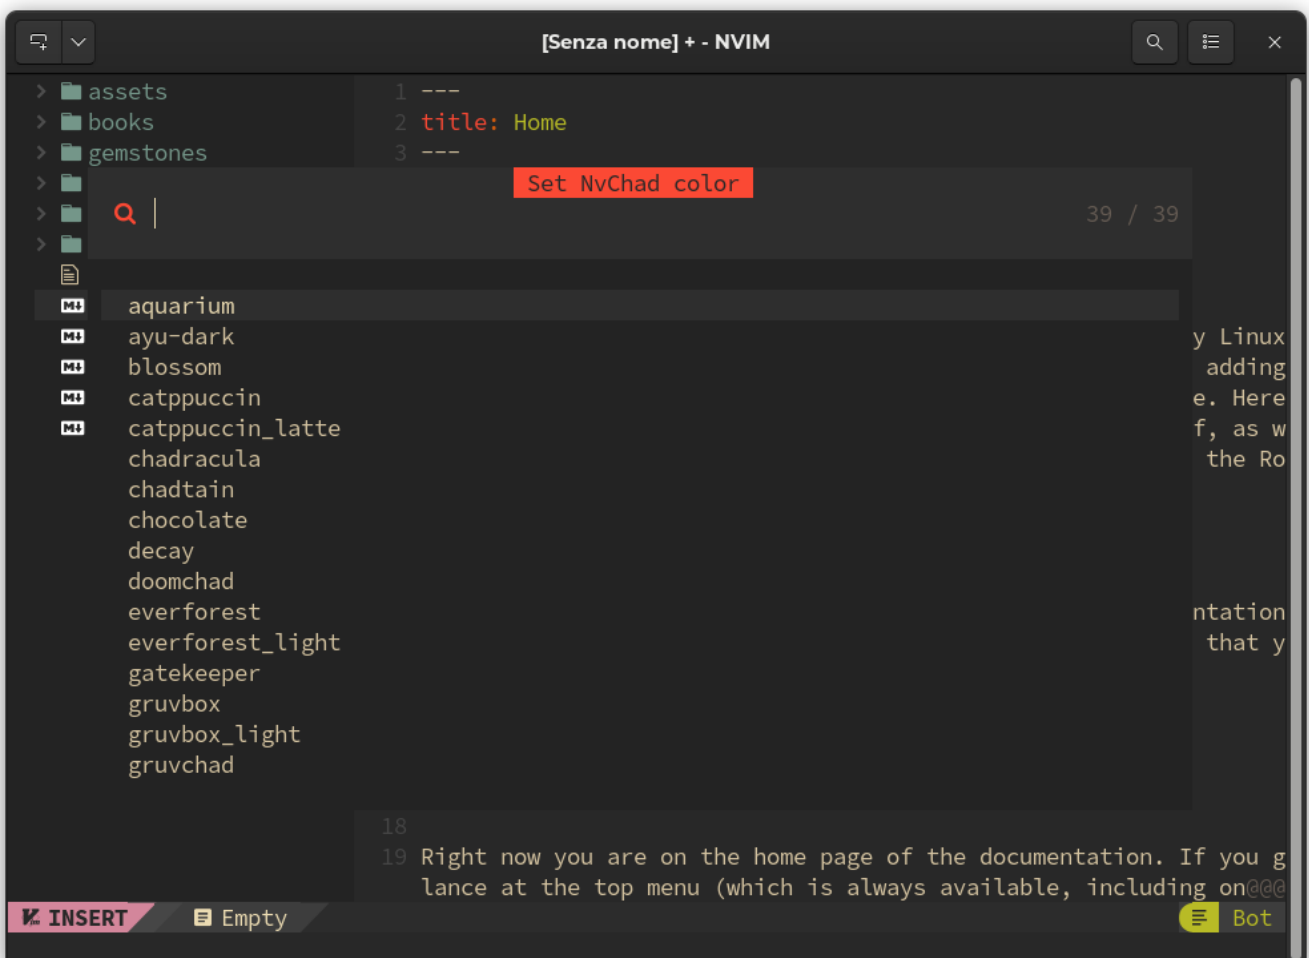 [Senza nome] + - NVIM
assets
books
gemstones
1 ---
2 title: Home
3 ---
Set NvChad color
39 / 39
aquarium
ayu-dark
blossom
catppuccin
catppuccin_latte
chadracula
chadtain
chocolate
decay
doomchad
everforest
everforest_light
gatekeeper
gruvbox
gruvbox_light
gruvchad
y Linux
adding
e. Here
f, as w
the Ro
ntation
that y
18
19 Right now you are on the home page of the documentation. If you g
lance at the top menu (which is always available, including on@@@
INSERT
Empty
Bot